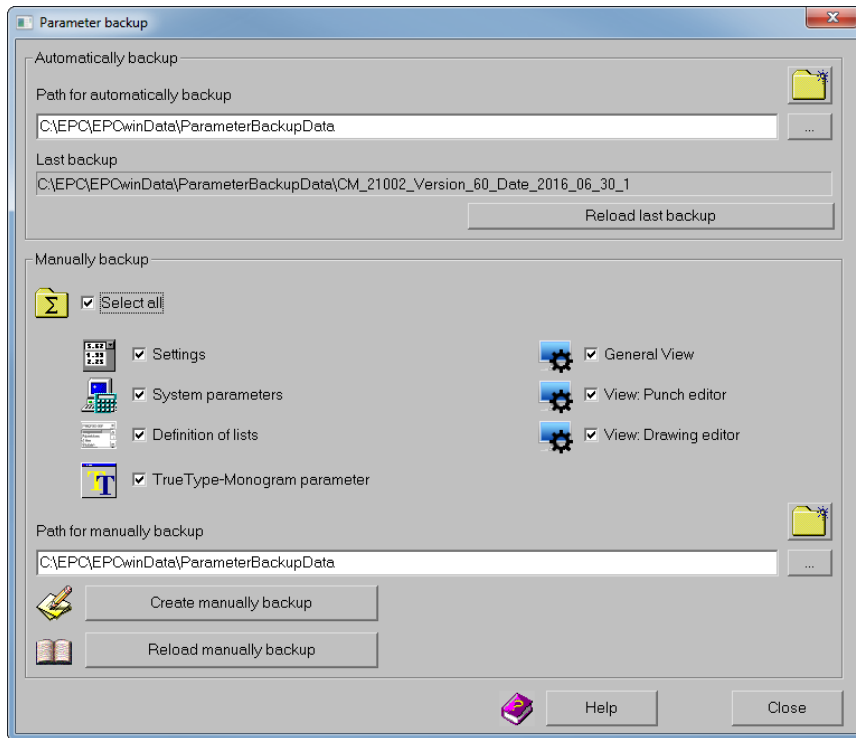 Parameter backup
Automatically backup
Path for automatically backup
C:\EPC\EPCwinData\ParameterBackupData
...
Last backup
C:\EPC\EPCwinData\ParameterBackupData\CM_21002_Version_60_Date_2016_06_30_1
Reload last backup
Manually backup
Σ Select all
Settings
General View
System parameters
View: Punch editor
Definition of lists
View: Drawing editor
TrueType-Monogram parameter
Path for manually backup
C:\EPC\EPCwinData\ParameterBackupData
...
Create manually backup
Reload manually backup
? Help
Close